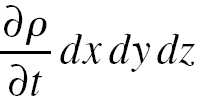 ∂ρ/∂t dx dy dz